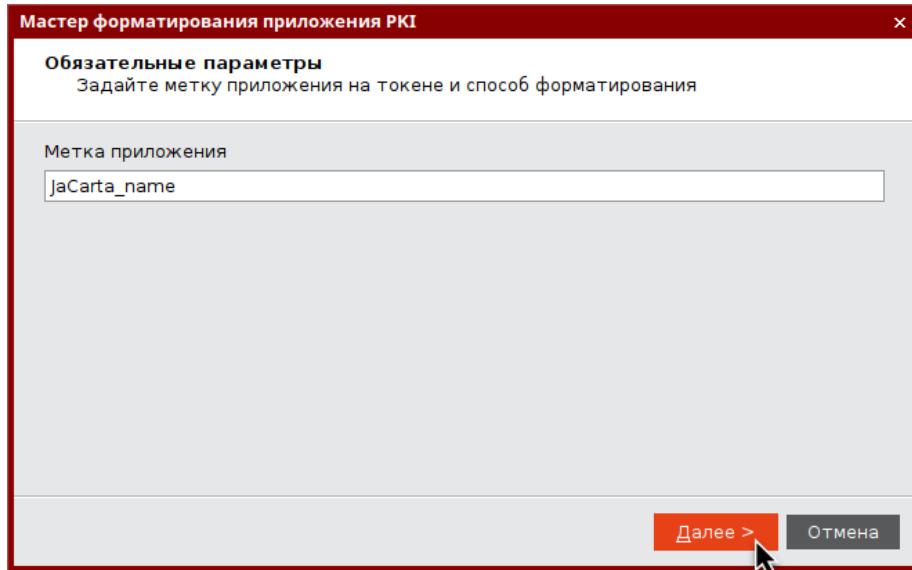 Мастер форматирования приложения PKI
Обязательные параметры
Задайте метку приложения на токене и способ форматирования
Метка приложения
JaCarta_name
Далее >
Отмена